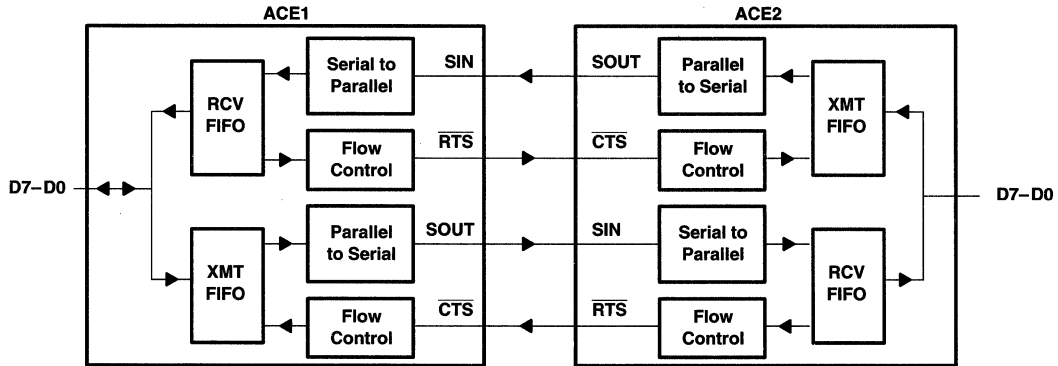 ACE1
ACE2
RCV
FIFO
Serial to
Parallel
SIN
SOUT
Parallel
to Serial
XMT
FIFO
Flow
Control
RTS
CTS
Flow
Control
D7–D0
D7–D0
XMT
FIFO
Parallel
to Serial
SOUT
SIN
Serial to
Parallel
RCV
FIFO
Flow
Control
CTS
RTS
Flow
Control